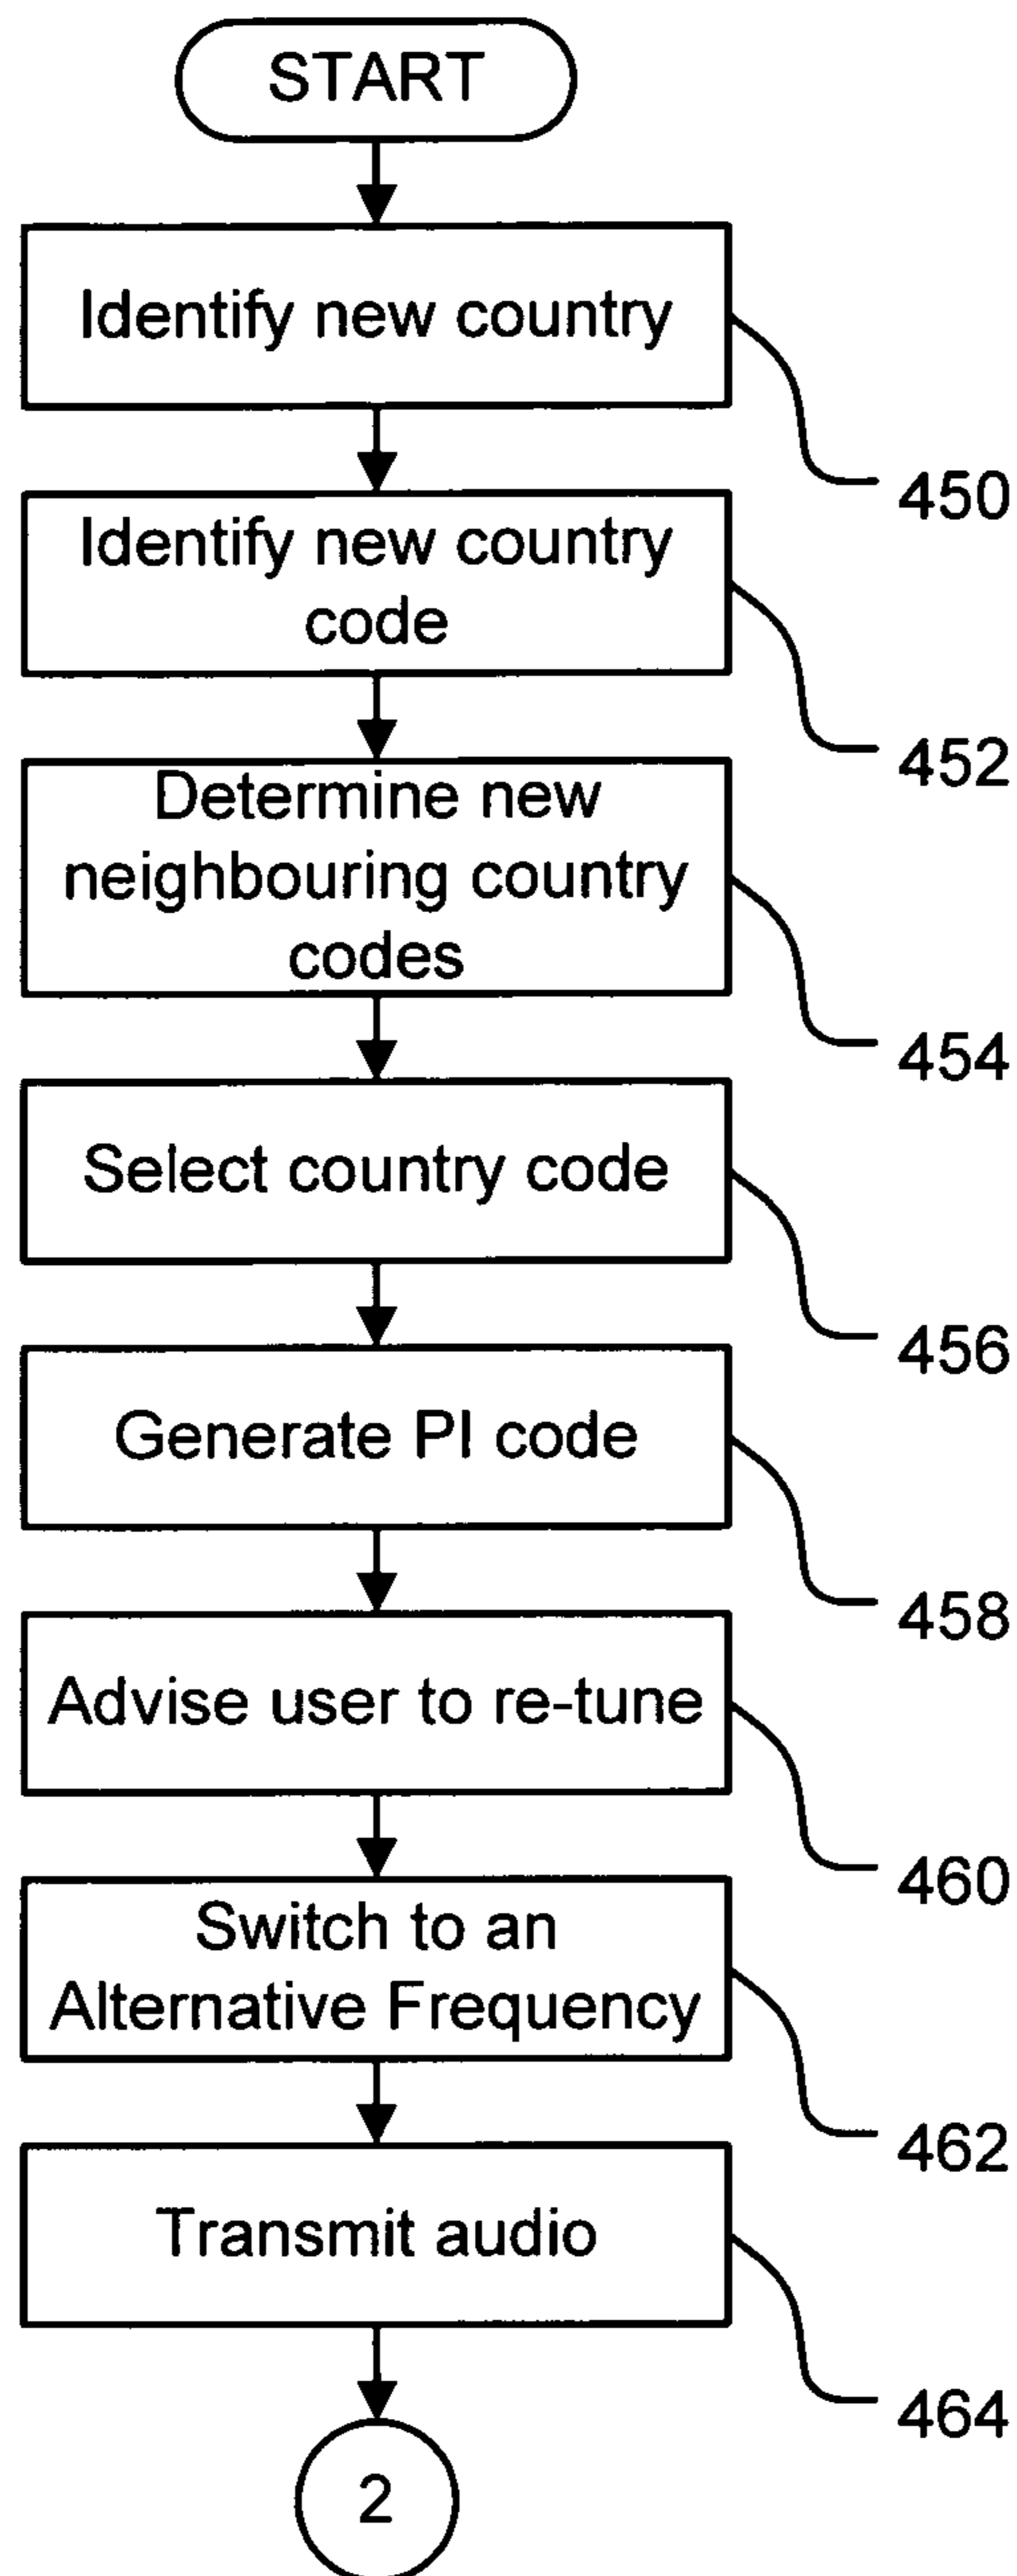 START
Identify new country
450
Identify new country
code
452
Determine new
neighbouring country
codes
454
Select country code
456
Generate PI code
458
Advise user to re-tune
460
Switch to an
Alternative Frequency
462
Transmit audio
464
2